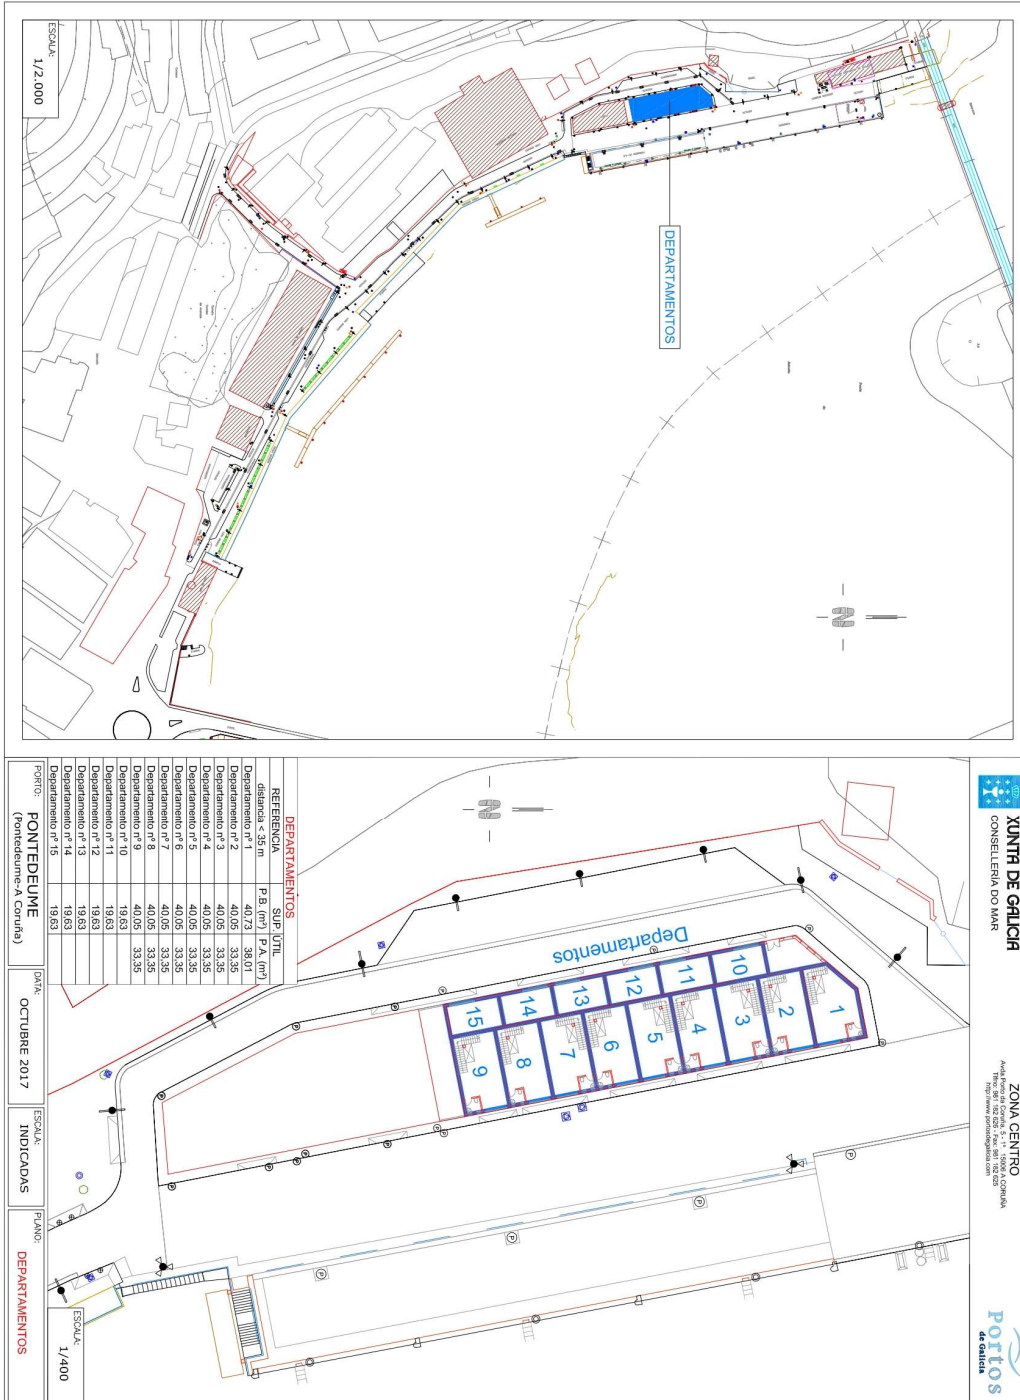 XUNTA DE GALICIA
CONSELLERÍA DO MAR
ZONA CENTRO
Portos
de Galicia
ESCALA:
1/2.000
DEPARTAMENTOS
N
N
Departamentos
1
2
3
4
5
6
7
8
9
10
11
12
13
14
15
DEPARTAMENTOS
REFERENCIA SUP. ÚTIL
distancia < 35 m P.B. (m²) P.A. (m²)
Departamento nº 1 40,73 38,01
Departamento nº 2 40,05 33,35
Departamento nº 3 40,05 33,35
Departamento nº 4 40,05 33,35
Departamento nº 5 40,05 33,35
Departamento nº 6 40,05 33,35
Departamento nº 7 40,05 33,35
Departamento nº 8 40,05 33,35
Departamento nº 9 40,05 33,35
Departamento nº 10 19,63
Departamento nº 11 19,63
Departamento nº 12 19,63
Departamento nº 13 19,63
Departamento nº 14 19,63
Departamento nº 15 19,63
ESCALA:
1/400
PORTO:
PONTEDEUME
(Pontedeume-A Coruña)
DATA:
OCTUBRE 2017
ESCALA:
INDICADAS
PLANO:
DEPARTAMENTOS